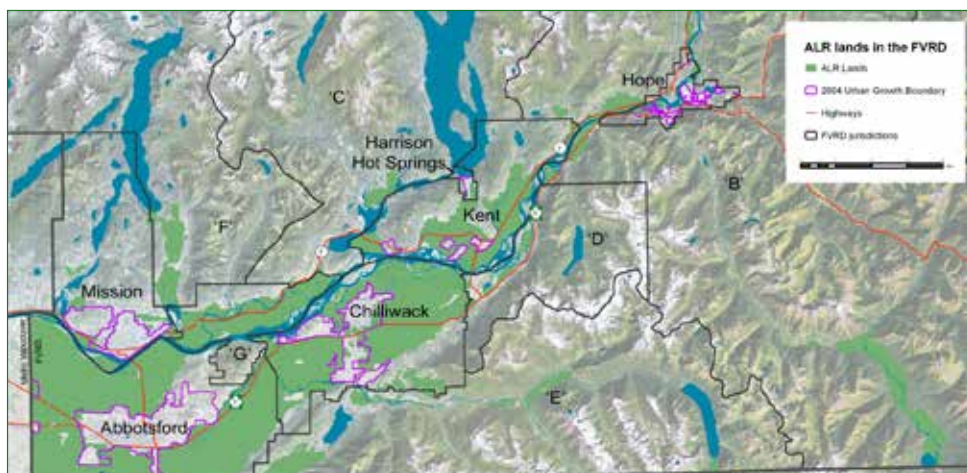 ALR lands in the FVRD
ALR Lands
2004 Urban Growth Boundary
Highways
FVRD jurisdictions
Hope
'C'
Harrison
Hot Springs
'B'
'F'
Kent
'D'
Mission
Chilliwack
'G'
FVRD
'E'
Abbotsford